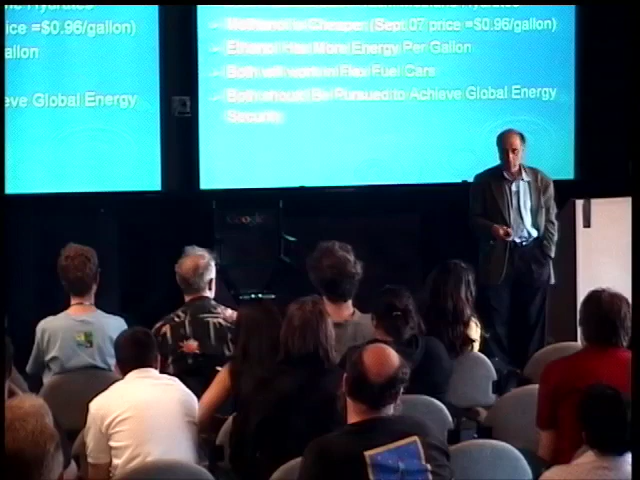 rice =$0.96/gallon)
allon
eve Global Energy
Methanol is Cheaper (Sept 07 price =$0.96/gallon)
Ethanol Has More Energy Per Gallon
Both will work in Flex Fuel Cars
Both should Be Pursued to Achieve Global Energy
Security
Google